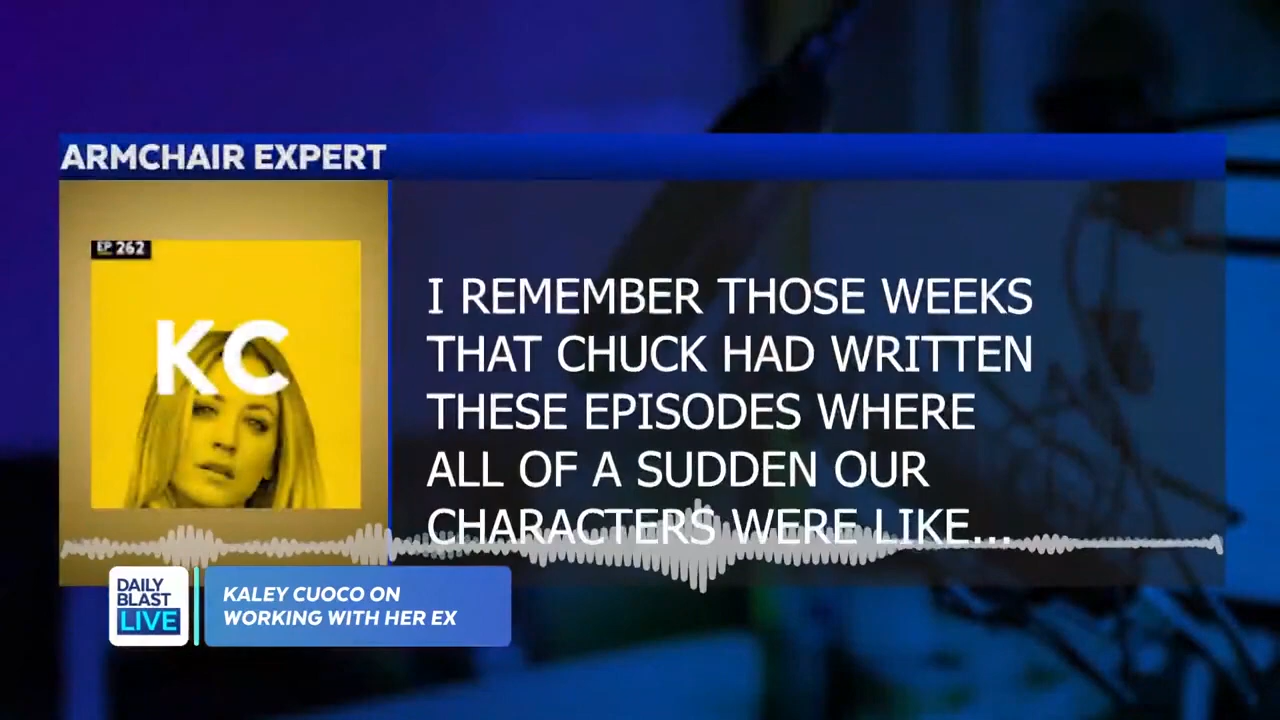 ARMCHAIR EXPERT
EP 262
KC
I REMEMBER THOSE WEEKS
THAT CHUCK HAD WRITTEN
THESE EPISODES WHERE
ALL OF A SUDDEN OUR
CHARACTERS WERE LIKE...
DAILY
BLAST
LIVE
KALEY CUOCO ON
WORKING WITH HER EX